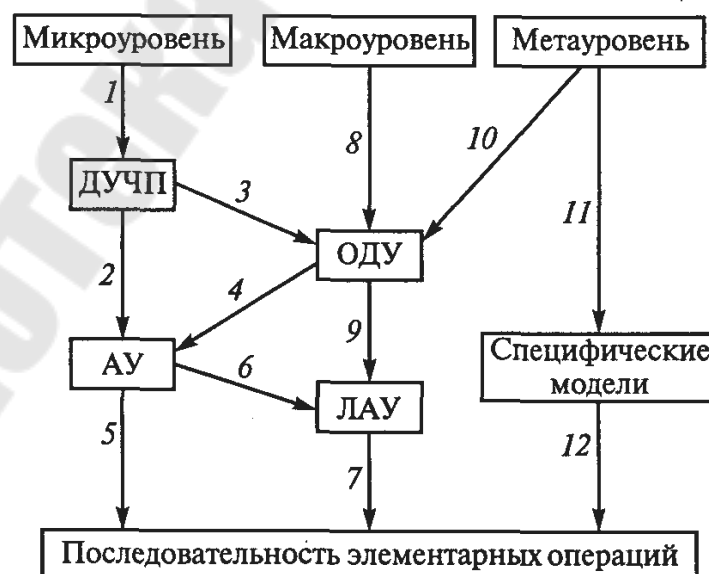 Микроуровень Макроуровень Метауровень
1
8
10
ДУЧП
3
11
ОДУ
2
4
9
АУ
6
Специфические
модели
ЛАУ
5
7
12
Последовательность элементарных операций